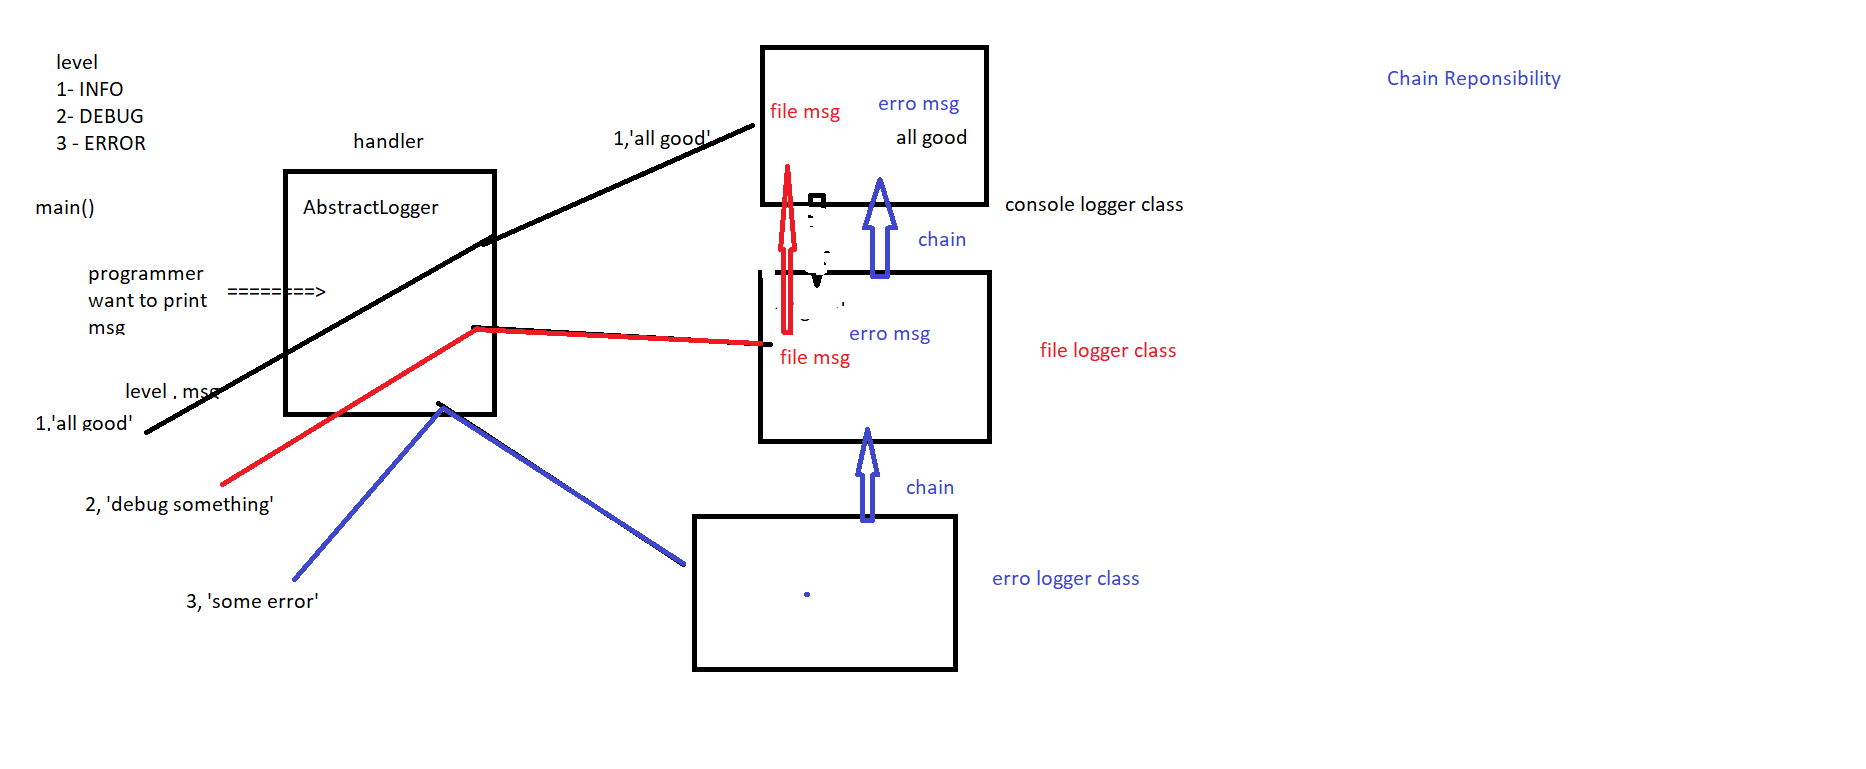 level
1- INFO
2- DEBUG
3 - ERROR
Chain Reponsibility
handler
main()
AbstractLogger
programmer
want to print
msg
========>
level , msg
1,'all good'
2, 'debug something'
3, 'some error'
1,'all good'
file msg
erro msg
all good
console logger class
chain
erro msg
file msg
file logger class
chain
erro logger class